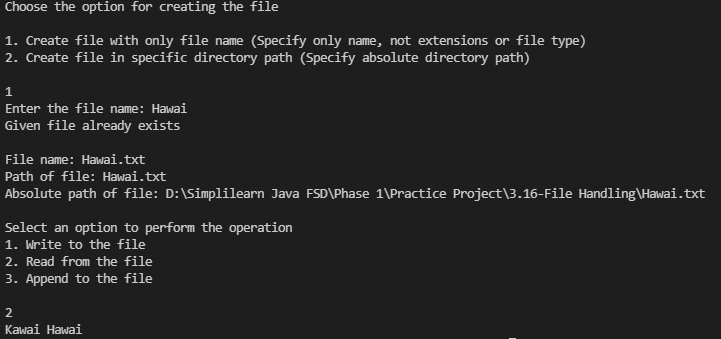 Choose the option for creating the file
1. Create file with only file name (Specify only name, not extensions or file type)
2. Create file in specific directory path (Specify absolute directory path)
1
Enter the file name: Hawai
Given file already exists
File name: Hawai.txt
Path of file: Hawai.txt
Absolute path of file: D:\Simplilearn Java FSD\Phase 1\Practice Project\3.16-File Handling\Hawai.txt
Select an option to perform the operation
1. Write to the file
2. Read from the file
3. Append to the file
2
Kawai Hawai